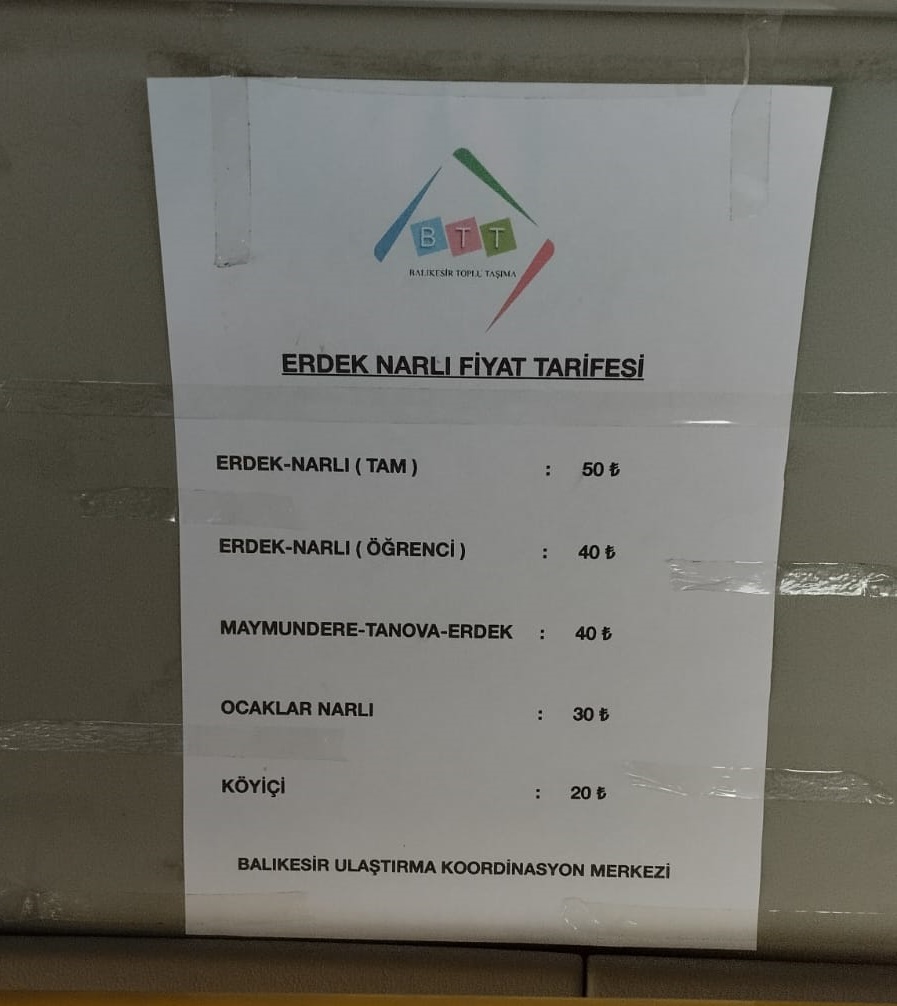 BTT
BALIKESİR TOPLU TAŞIMA
ERDEK NARLI FİYAT TARİFESİ
ERDEK-NARLI ( TAM ) : 50 ₺
ERDEK-NARLI ( ÖĞRENCİ ) : 40 ₺
MAYMUNDERE-TANOVA-ERDEK : 40 ₺
OCAKLAR NARLI : 30 ₺
KÖYİÇİ : 20 ₺
BALIKESİR ULAŞTIRMA KOORDİNASYON MERKEZİ